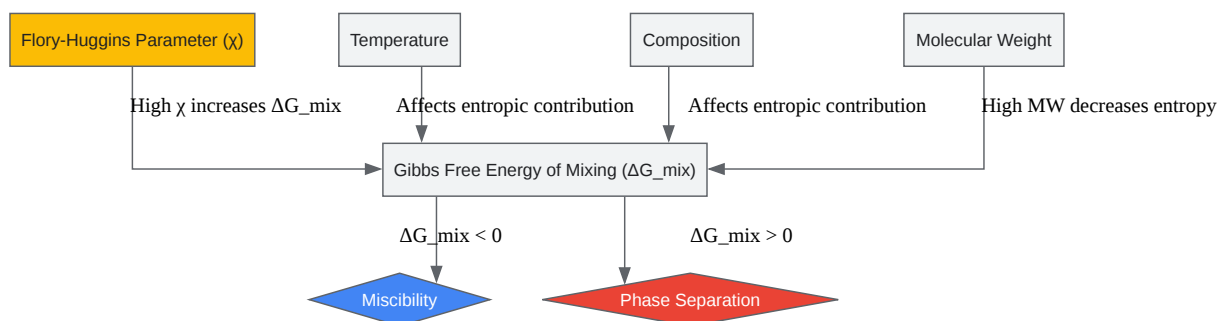 Flory-Huggins Parameter (χ)
Temperature
Composition
Molecular Weight
High χ increases ΔG_mix
Affects entropic contribution
Affects entropic contribution
High MW decreases entropy
Gibbs Free Energy of Mixing (ΔG_mix)
ΔG_mix < 0
ΔG_mix > 0
Miscibility
Phase Separation